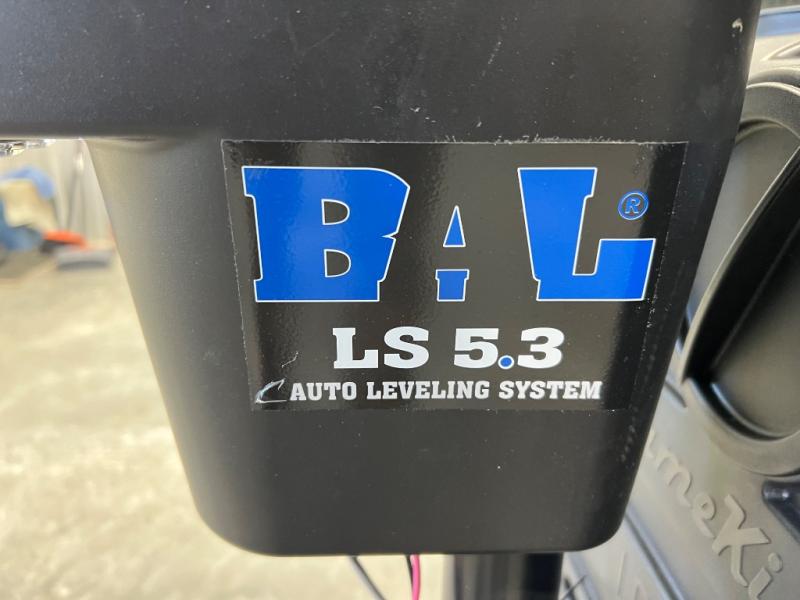 BAL®
LS 5.3
AUTO LEVELING SYSTEM